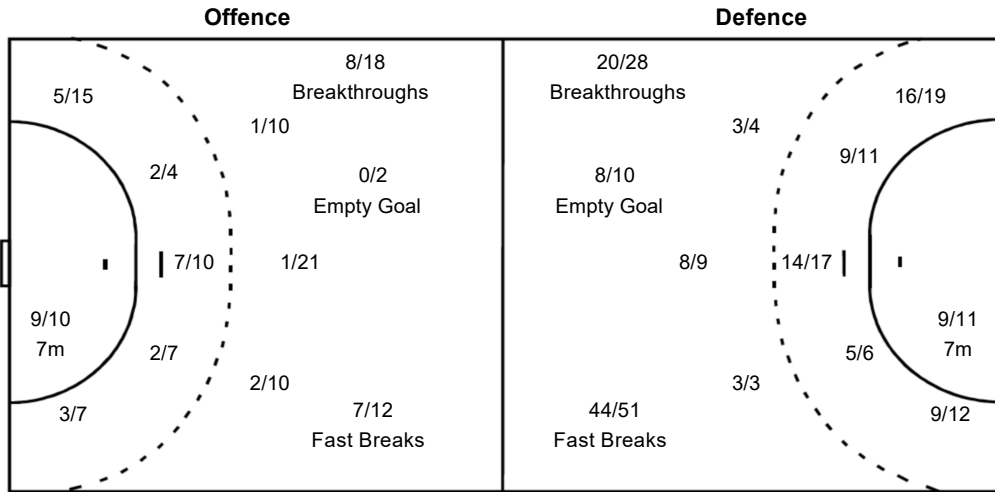 Offence
Defence
8/18
Breakthroughs
5/15
1/10
2/4
0/2
Empty Goal
7/10
1/21
9/10
7m
2/7
2/10
3/7
7/12
Fast Breaks
20/28
Breakthroughs
16/19
3/4
9/11
8/10
Empty Goal
8/9
14/17
9/11
7m
5/6
3/3
9/12
44/51
Fast Breaks